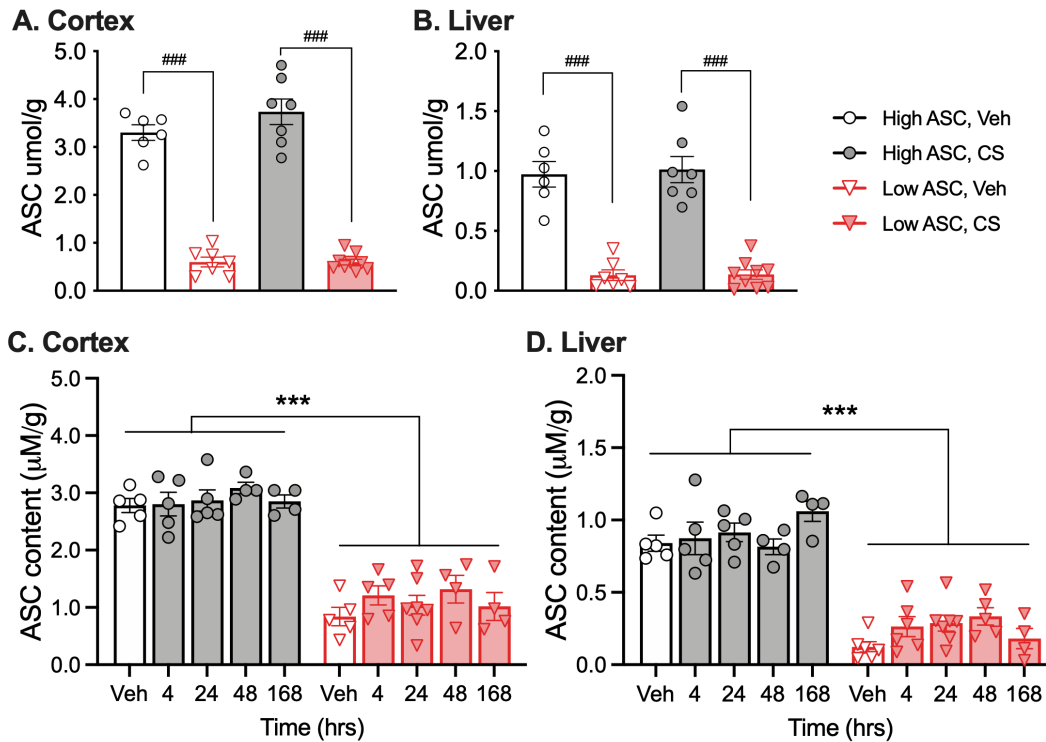 A. Cortex
ASC umol/g
5.0
4.0
3.0
2.0
1.0
0.0
###
###
B. Liver
ASC umol/g
2.0
1.5
1.0
0.5
0.0
###
###
High ASC, Veh
High ASC, CS
Low ASC, Veh
Low ASC, CS
C. Cortex
ASC content (μM/g)
5.0
4.0
3.0
2.0
1.0
0.0
***
Veh 4 24 48 168 Veh 4 24 48 168
Time (hrs)
D. Liver
ASC content (μM/g)
2.0
1.5
1.0
0.5
0.0
***
Veh 4 24 48 168 Veh 4 24 48 168
Time (hrs)